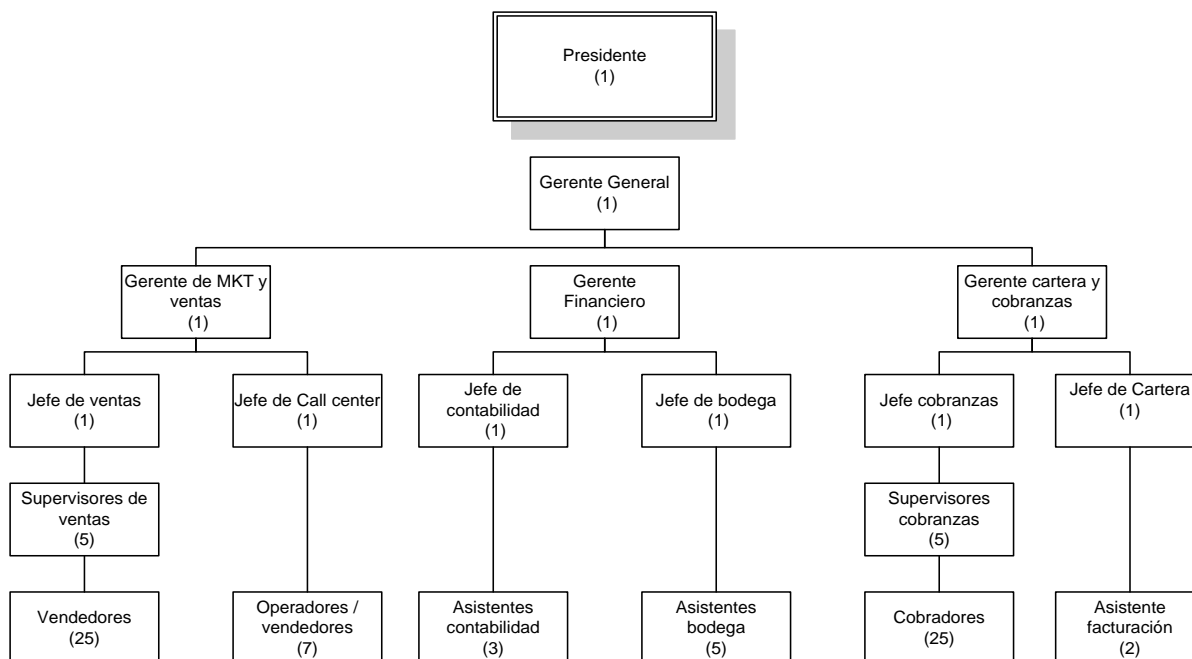 Presidente
(1)
Gerente General
(1)
Gerente de MKT y
ventas
(1)
Gerente
Financiero
(1)
Gerente cartera y
cobranzas
(1)
Jefe de ventas
(1)
Jefe de Call center
(1)
Jefe de
contabilidad
(1)
Jefe de bodega
(1)
Jefe cobranzas
(1)
Jefe de Cartera
(1)
Supervisores de
ventas
(5)
Supervisores
cobranzas
(5)
Vendedores
(25)
Operadores /
vendedores
(7)
Asistentes
contabilidad
(3)
Asistentes
bodega
(5)
Cobradores
(25)
Asistente
facturación
(2)